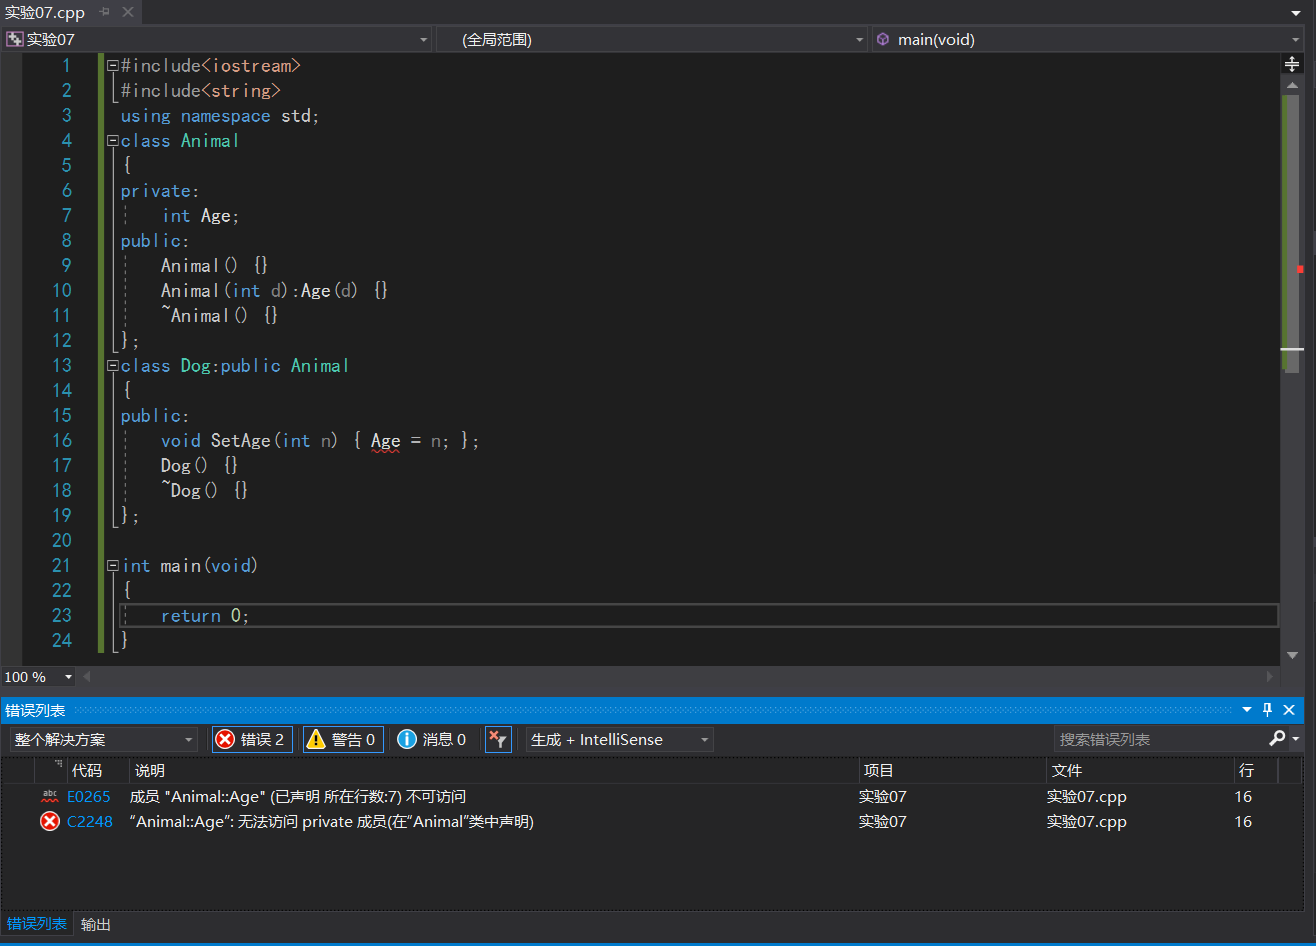 实验07.cpp
实验07 (全局范围) main(void)
1 #include<iostream>
2 #include<string>
3 using namespace std;
4 class Animal
5 {
6 private:
7 int Age;
8 public:
9 Animal() {}
10 Animal(int d):Age(d) {}
11 ~Animal() {}
12 };
13 class Dog:public Animal
14 {
15 public:
16 void SetAge(int n) { Age = n; };
17 Dog() {}
18 ~Dog() {}
19 };
20
21 int main(void)
22 {
23 return 0;
24 }
100 %
错误列表
整个解决方案 错误 2 警告 0 消息 0 生成 + IntelliSense 搜索错误列表
代码 说明 项目 文件 行
abc E0265 成员 "Animal::Age" (已声明 所在行数:7) 不可访问 实验07 实验07.cpp 16
C2248 “Animal::Age”: 无法访问 private 成员(在“Animal”类中声明) 实验07 实验07.cpp 16
错误列表 输出